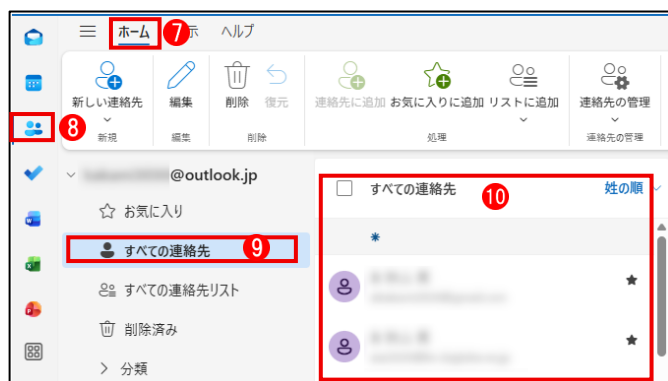 ホーム 7 示 ヘルプ
新しい連絡先 編集 削除 復元 連絡先に追加 お気に入りに追加 リストに追加 連絡先の管理
8 新規 編集 削除 処理 連絡先の管理
@outlook.jp
すべての連絡先 10 姓の順
お気に入り
*
すべての連絡先 9
すべての連絡先リスト
削除済み
分類